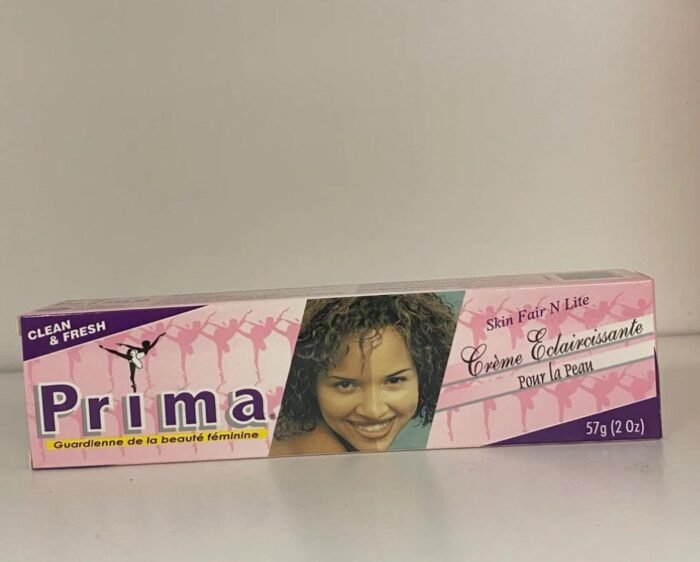 CLEAN
& FRESH
Prima
Guardienne de la beauté féminine
Skin Fair N Lite
Crème Eclaircissante
Pour la Peau
57g (2 Oz)